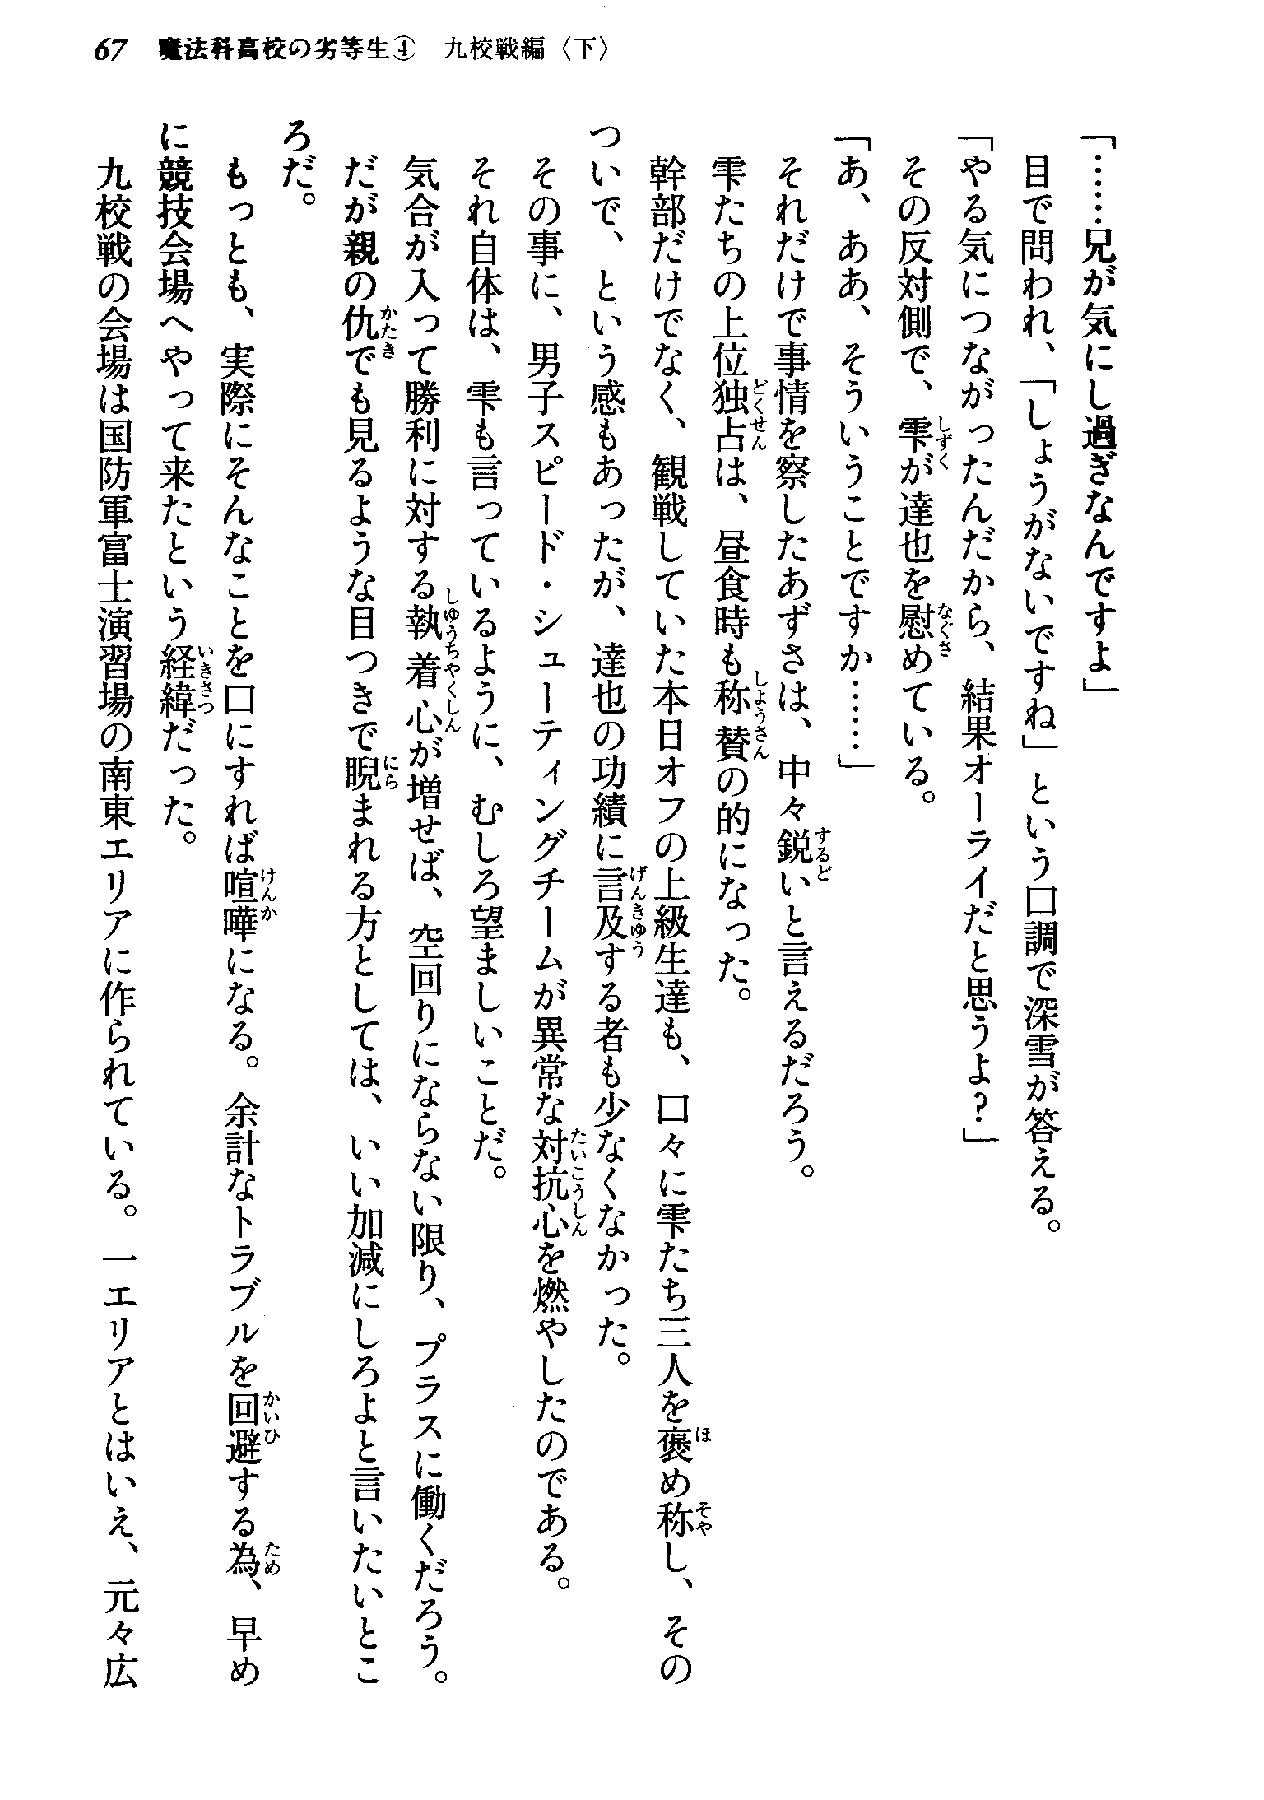 67 魔法科高校の劣等生④ 九校戦編〈下〉
「……兄が気にし過ぎなんですよ」
目で問われ、「しょうがないですね」という口調で深雪が答える。
「やる気につながったんだから、結果オーライだと思うよ？」
その反対側で、雫が達也を慰めている。
「あ、ああ、そういうことですか……」
それだけで事情を察したあずさは、中々鋭いと言えるだろう。
雫たちの上位独占は、昼食時も称賛の的になった。
幹部だけでなく、観戦していた本日オフの上級生達も、口々に雫たち三人を褒め称し、その
ついで、という感もあったが、達也の功績に言及する者も少なくなかった。
その事に、男子スピード・シューティングチームが異常な対抗心を燃やしたのである。
それ自体は、雫も言っているように、むしろ望ましいことだ。
気合が入って勝利に対する執着心が増せば、空回りにならない限り、プラスに働くだろう。
だが親の仇でも見るような目つきで睨まれる方としては、いい加減にしろよと言いたいとこ
ろだ。
もっとも、実際にそんなことを口にすれば喧嘩になる。余計なトラブルを回避する為、早め
に競技会場へやって来たという経緯だった。
九校戦の会場は国防軍富士演習場の南東エリアに作られている。一エリアとはいえ、元々広